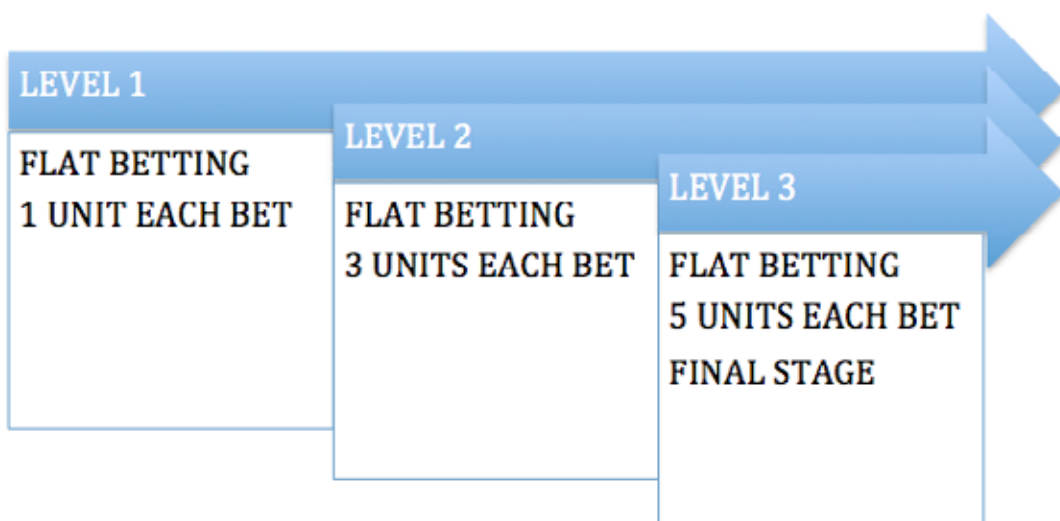 LEVEL 1
FLAT BETTING
1 UNIT EACH BET
LEVEL 2
FLAT BETTING
3 UNITS EACH BET
LEVEL 3
FLAT BETTING
5 UNITS EACH BET
FINAL STAGE